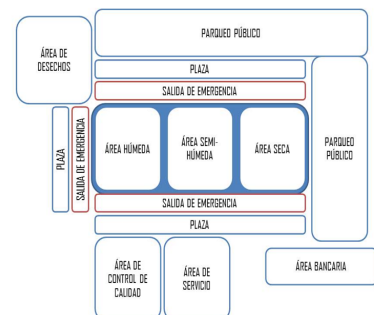 PARQUEO PÚBLICO
ÁREA DE
DESECHOS
PLAZA
SALIDA DE EMERGENCIA
PLAZA
SALIDA DE EMERGENCIA
ÁREA HÚMEDA
ÁREA SEMI-
HÚMEDA
ÁREA SECA
PARQUEO
PÚBLICO
SALIDA DE EMERGENCIA
PLAZA
ÁREA DE
CONTROL DE
CALIDAD
ÁREA DE
SERVICIO
ÁREA BANCARIA